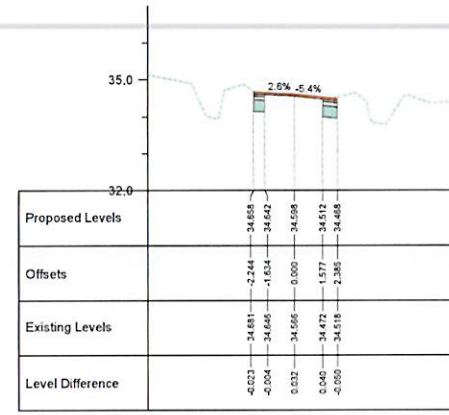 35.0
2.6% -5.4%
32.0
Proposed Levels 34.658 34.642 34.598 34.512 34.468
Offsets -2.244 -1.634 0.000 1.577 2.385
Existing Levels 34.681 34.646 34.566 34.472 34.518
Level Difference -0.023 -0.004 0.032 0.040 -0.050